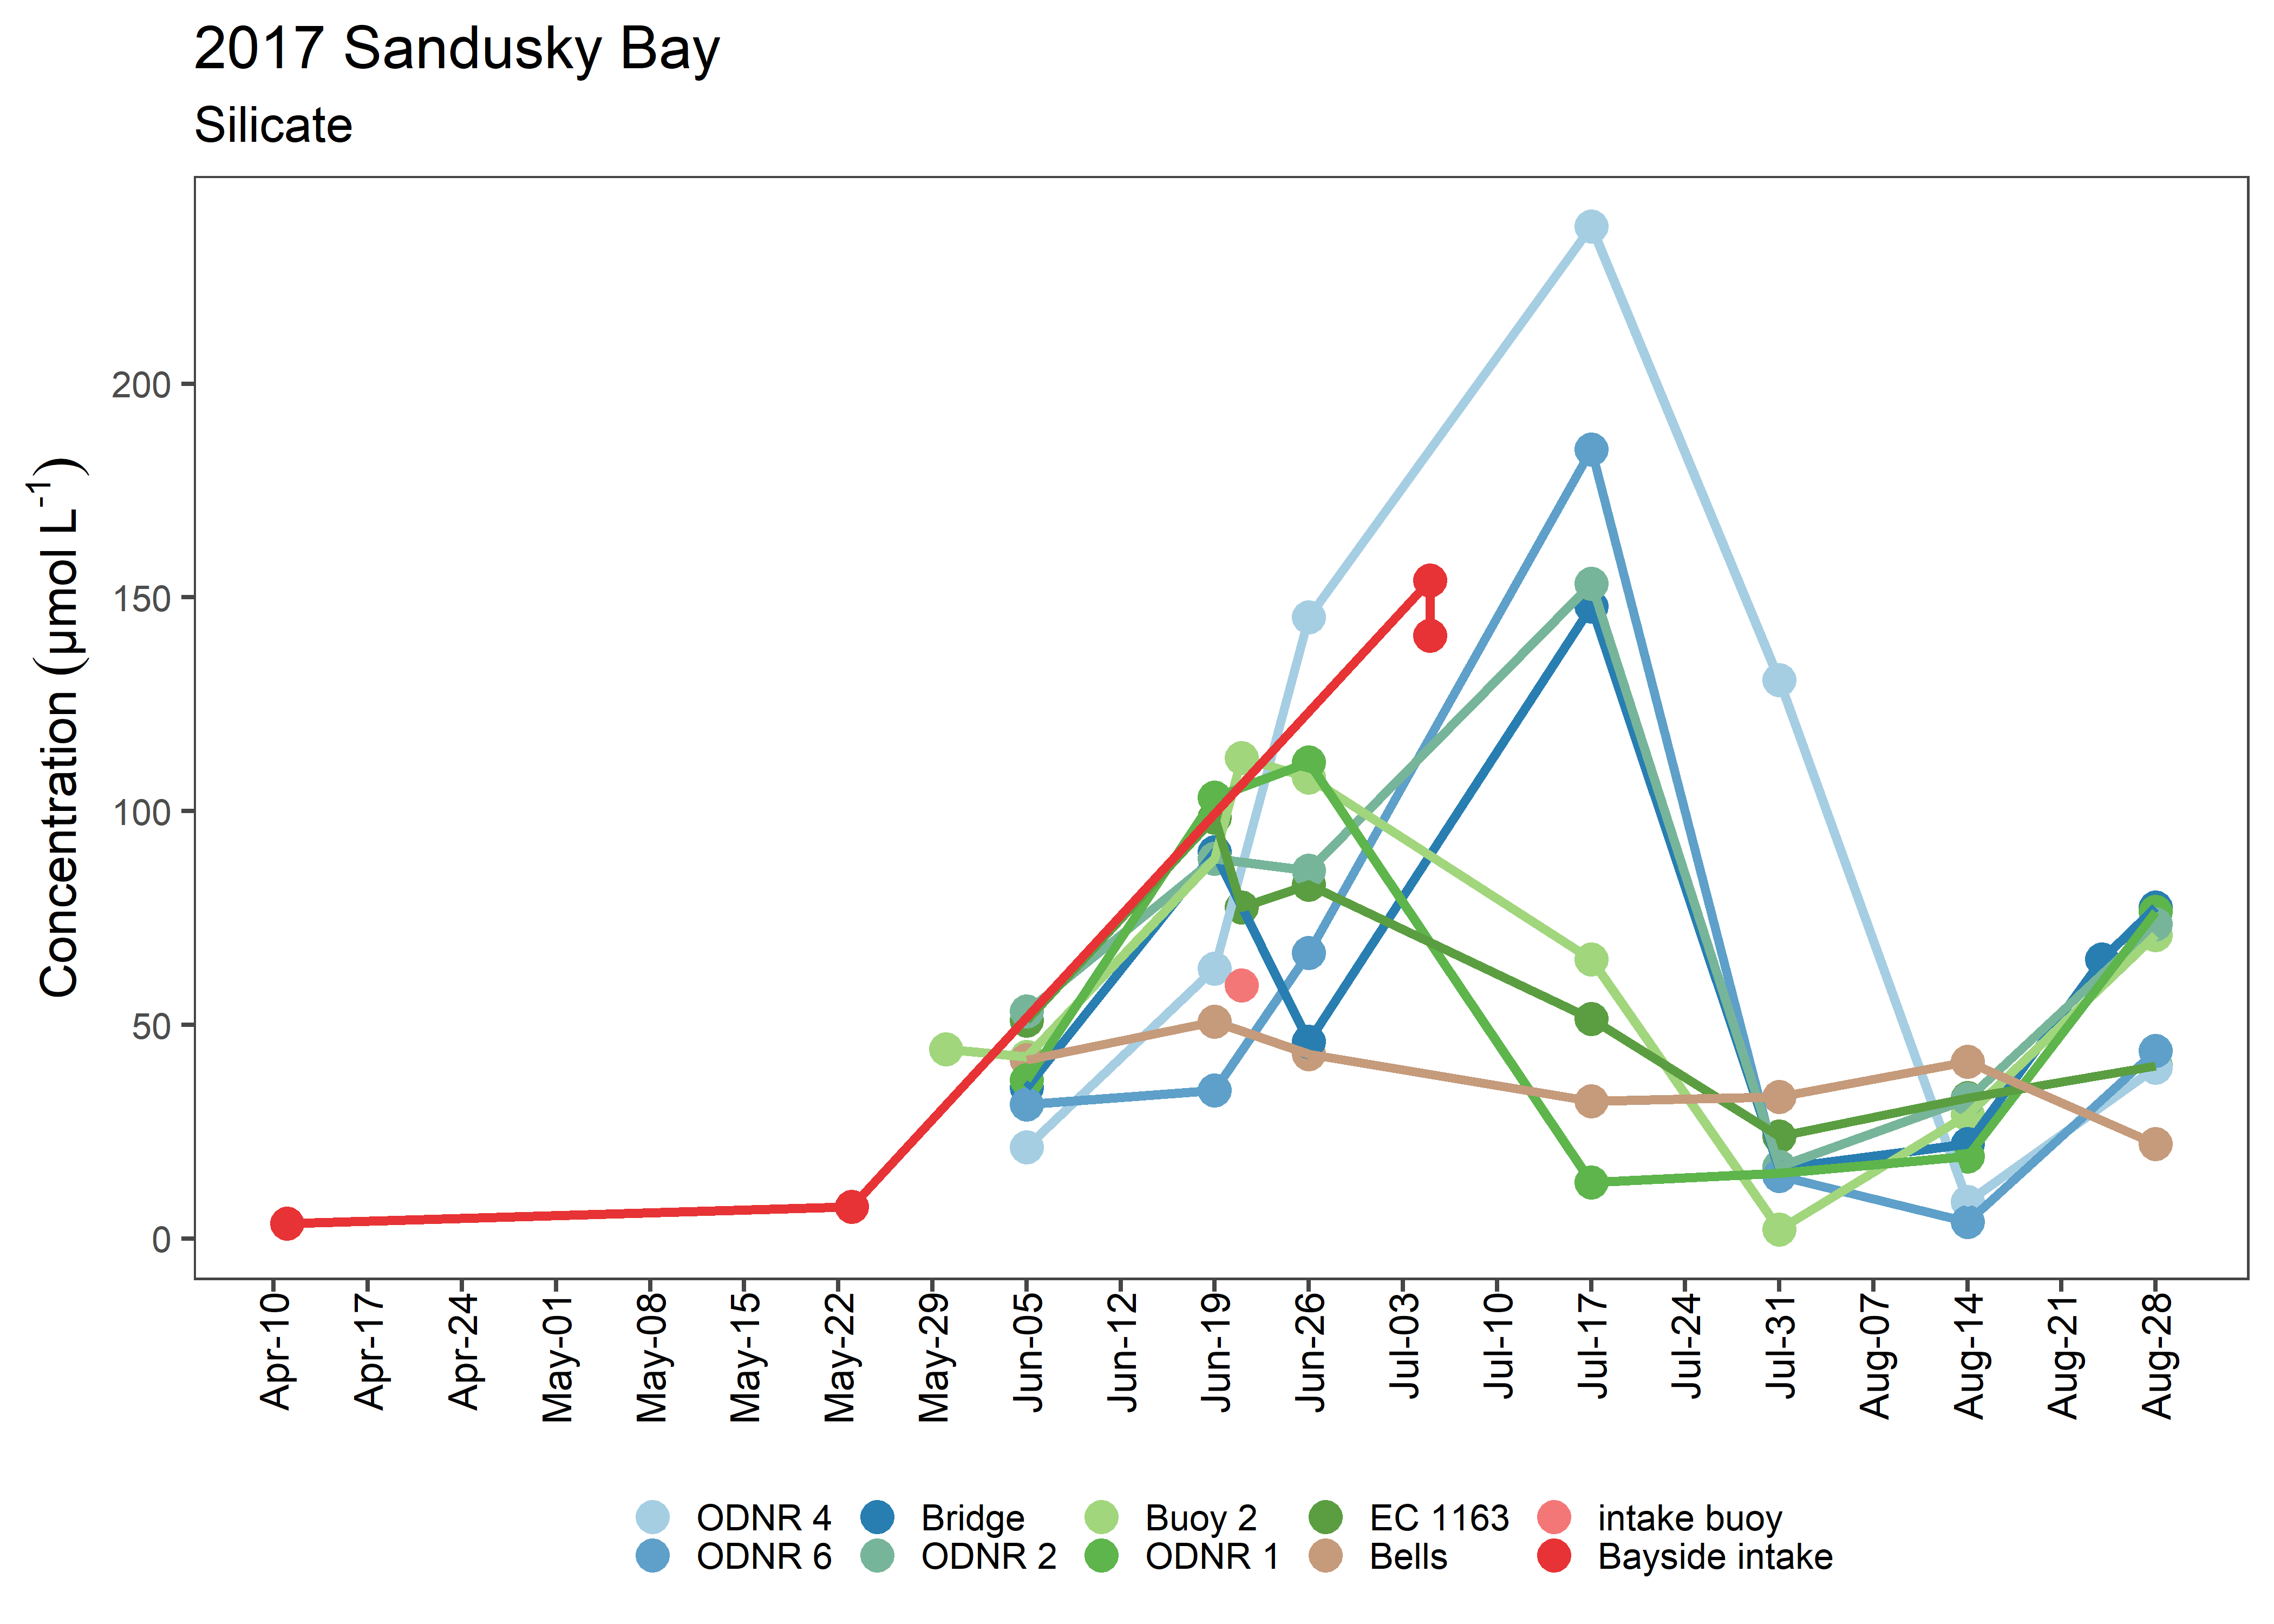 2017 Sandusky Bay
Silicate
Concentration (µmol L⁻¹)
200
150
100
50
0
Apr-10
Apr-17
Apr-24
May-01
May-08
May-15
May-22
May-29
Jun-05
Jun-12
Jun-19
Jun-26
Jul-03
Jul-10
Jul-17
Jul-24
Jul-31
Aug-07
Aug-14
Aug-21
Aug-28
ODNR 4 Bridge Buoy 2 EC 1163 intake buoy
ODNR 6 ODNR 2 ODNR 1 Bells Bayside intake